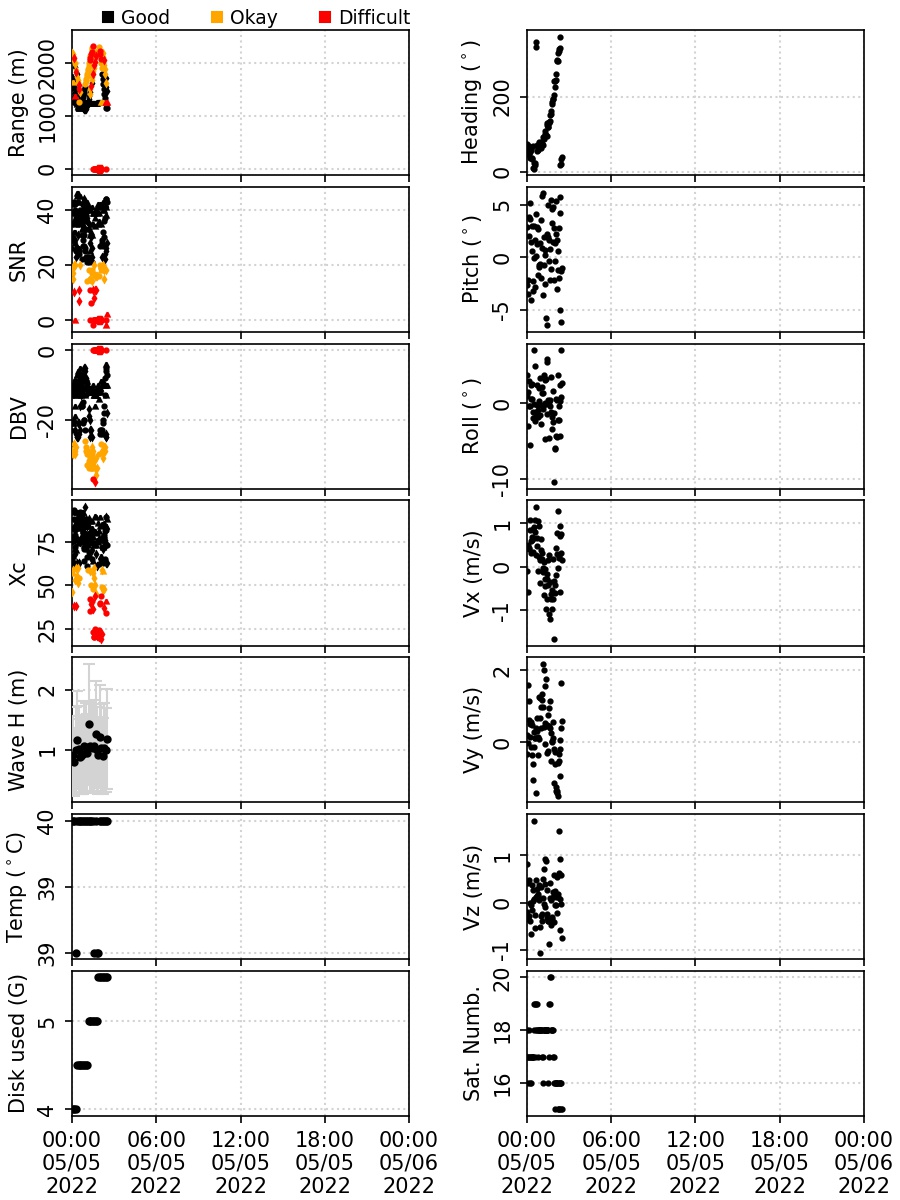 Good Okay Difficult
Range (m)
2000
1000
0
Heading (°)
200
0
SNR
40
20
0
Pitch (°)
5
0
-5
DBV
0
-20
Roll (°)
0
-10
Xc
75
50
25
Vx (m/s)
1
0
-1
Wave H (m)
2
1
Vy (m/s)
2
0
Temp (°C)
40
39
39
Vz (m/s)
1
0
-1
Disk used (G)
5
4
Sat. Numb.
20
18
16
00:00 06:00 12:00 18:00 00:00
05/05 05/05 05/05 05/05 05/06
2022 2022 2022 2022 2022
00:00 06:00 12:00 18:00 00:00
05/05 05/05 05/05 05/05 05/06
2022 2022 2022 2022 2022